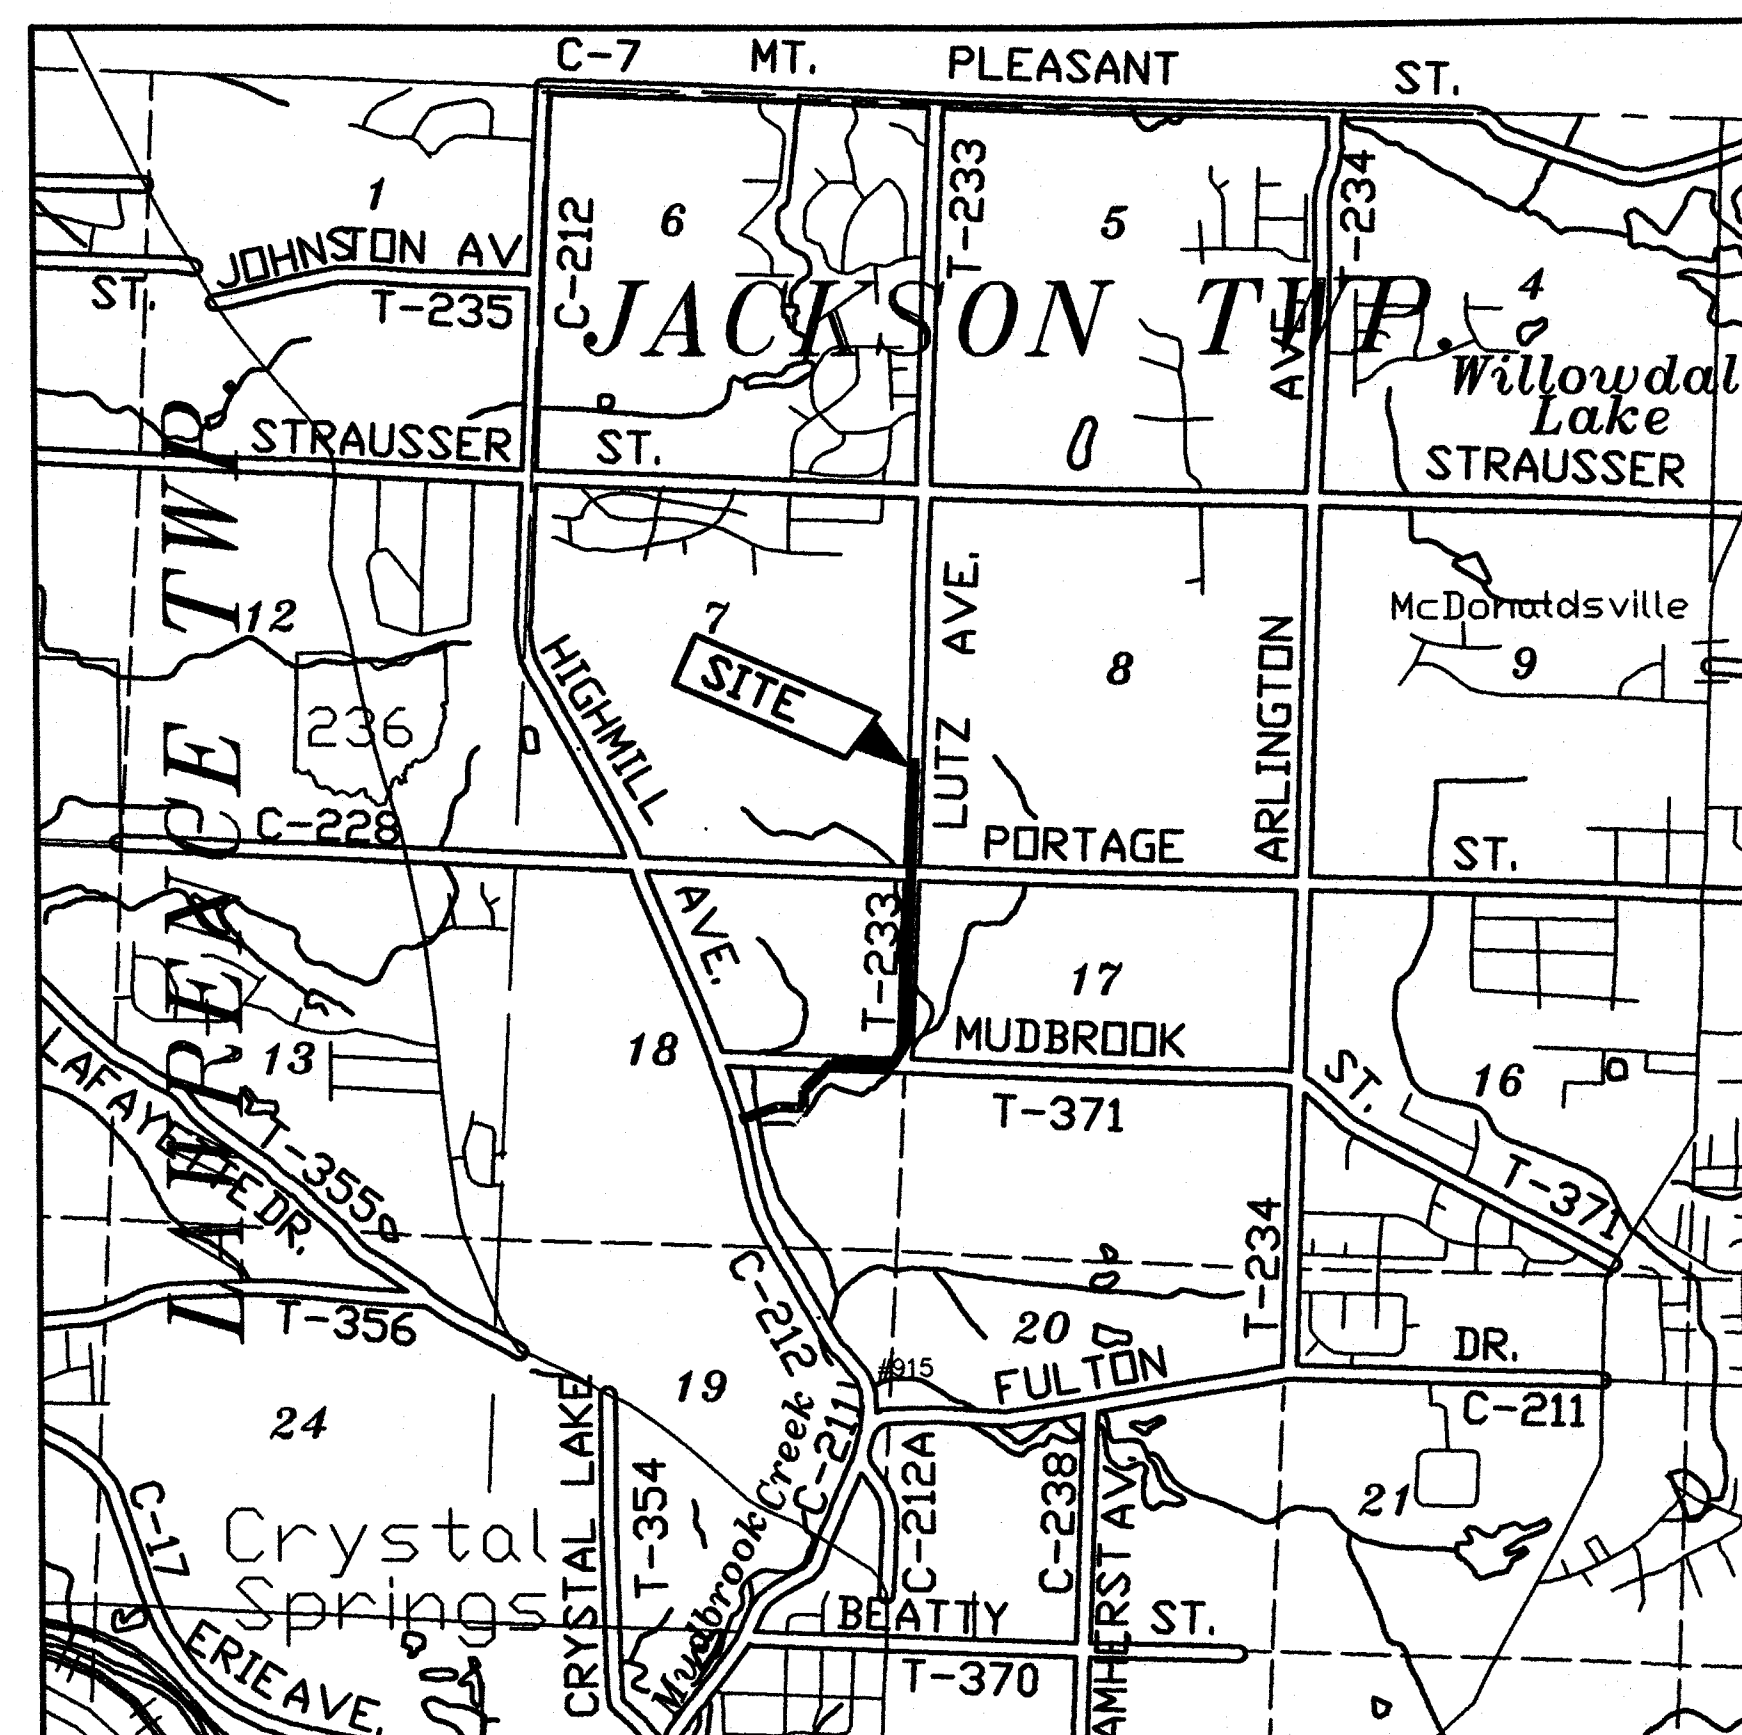 C-7 MT. PLEASANT ST.
T-233
T-234
1
6
5
C-212
JOHNSTON AV
ST.
T-235
4
JACKSON TWP.
AVE.
Willowdal
Lake
STRAUSSER ST. STRAUSSER
LAWRENCE TWP
12
7
McDonaldsville
HIGHMILL AVE.
SITE
LUTZ AVE.
8
ARLINGTON
9
236
C-228
PORTAGE ST.
T-233
17
MUDBROOK ST.
18
13
16
LAFAYETTE DR.
T-355
T-371
T-371
T-234
C-212
T-356
20
#915
FULTON DR.
19
C-211
C-211
24
CRYSTAL LAKE
T-354
Mudbrook Creek
C-212A
C-238
AMHERST AV.
21
C-17
Crystal
Springs
BEATTY ST.
ERIE AVE.
T-370